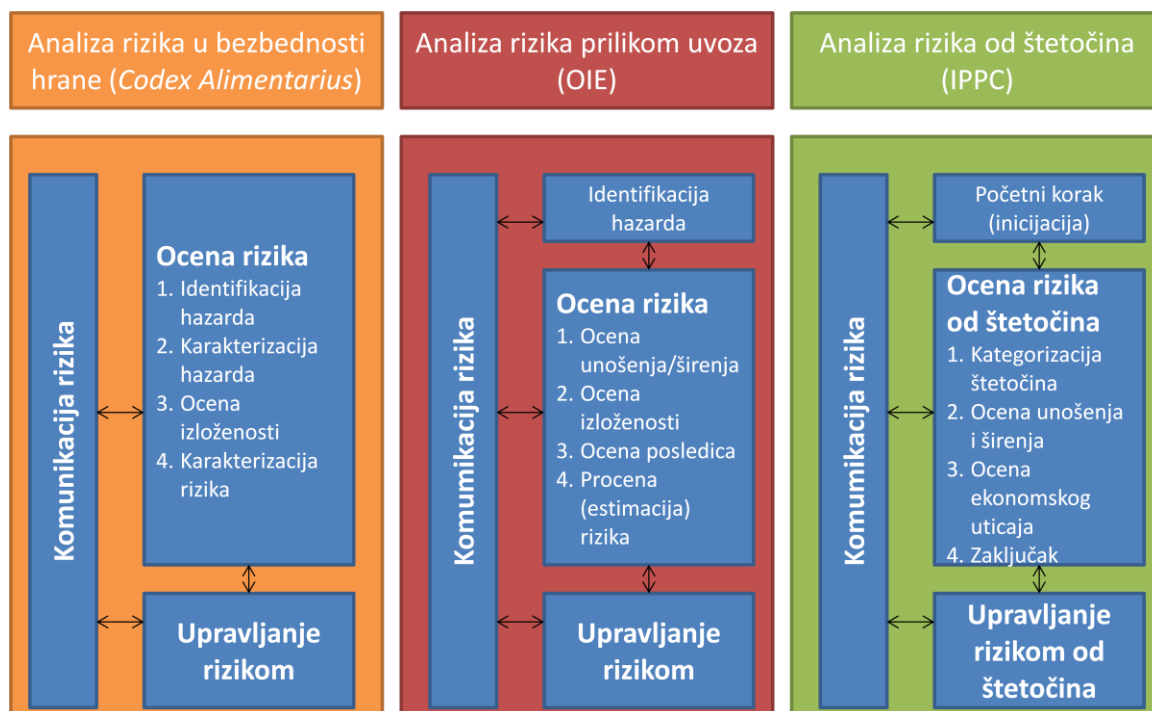 Analiza rizika u bezbednosti
hrane (Codex Alimentarius)
Komunikacija rizika
Ocena rizika
1. Identifikacija
hazarda
2. Karakterizacija
hazarda
3. Ocena
izloženosti
4. Karakterizacija
rizika
Upravljanje
rizikom
Analiza rizika prilikom uvoza
(OIE)
Komumikacija rizika
Identifikacija
hazarda
Ocena rizika
1. Ocena
unošenja/širenja
2. Ocena
izloženosti
3. Ocena posledica
4. Procena
(estimacija)
rizika
Upravljanje
rizikom
Analiza rizika od štetočina
(IPPC)
Komumikacija rizika
Početni korak
(inicijacija)
Ocena rizika
od štetočina
1. Kategorizacija
štetočina
2. Ocena unošenja
i širenja
3. Ocena
ekonomskog
uticaja
4. Zaključak
Upravljanje
rizikom od
štetočina